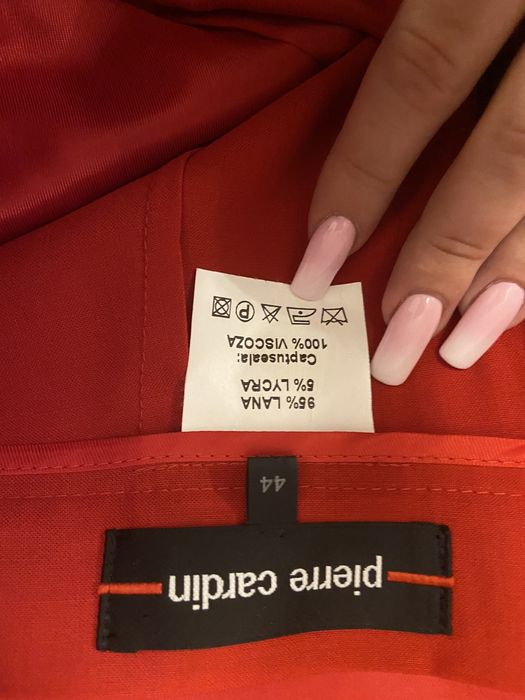 pierre cardin
44
95% LANA
5% LYCRA
Captuseala:
100% VISCOZA
P